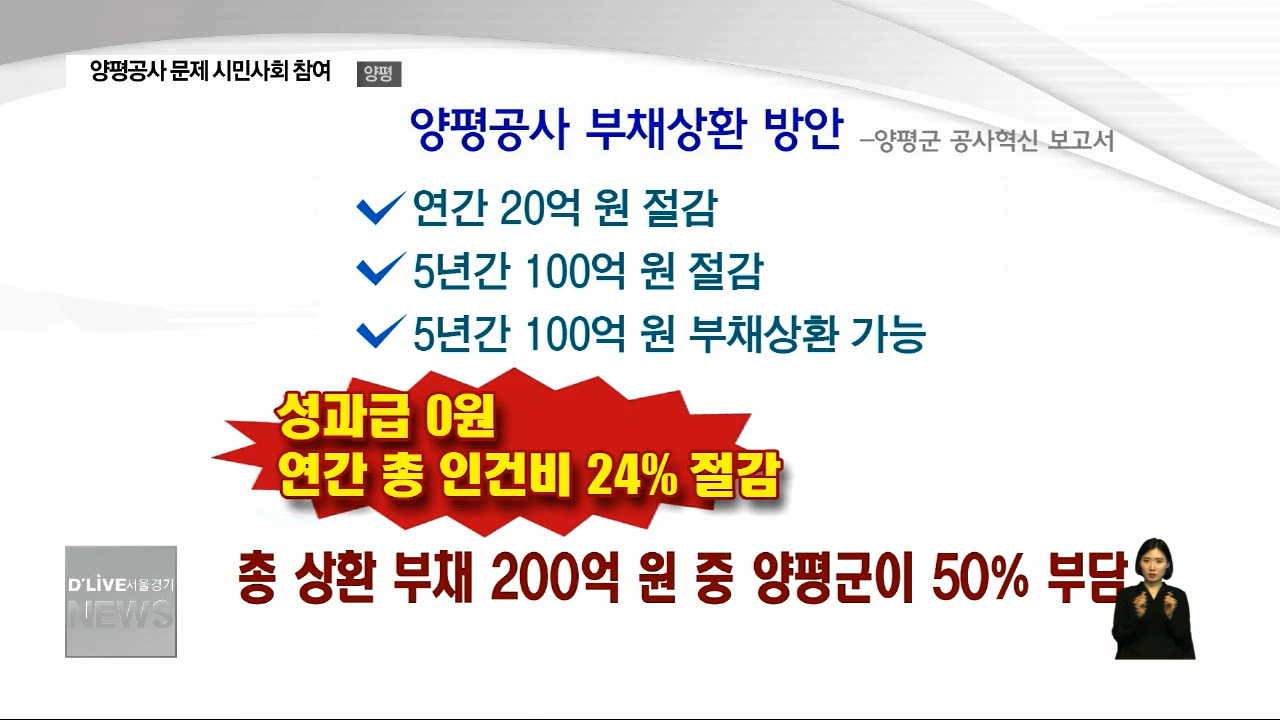 양평공사 문제 시민사회 참여 양평
양평공사 부채상환 방안 -양평군 공사혁신 보고서
연간 20억 원 절감
5년간 100억 원 절감
5년간 100억 원 부채상환 가능
성과급 0원
연간 총 인건비 24% 절감
총 상환 부채 200억 원 중 양평군이 50% 부담
D'LIVE서울경기
NEWS